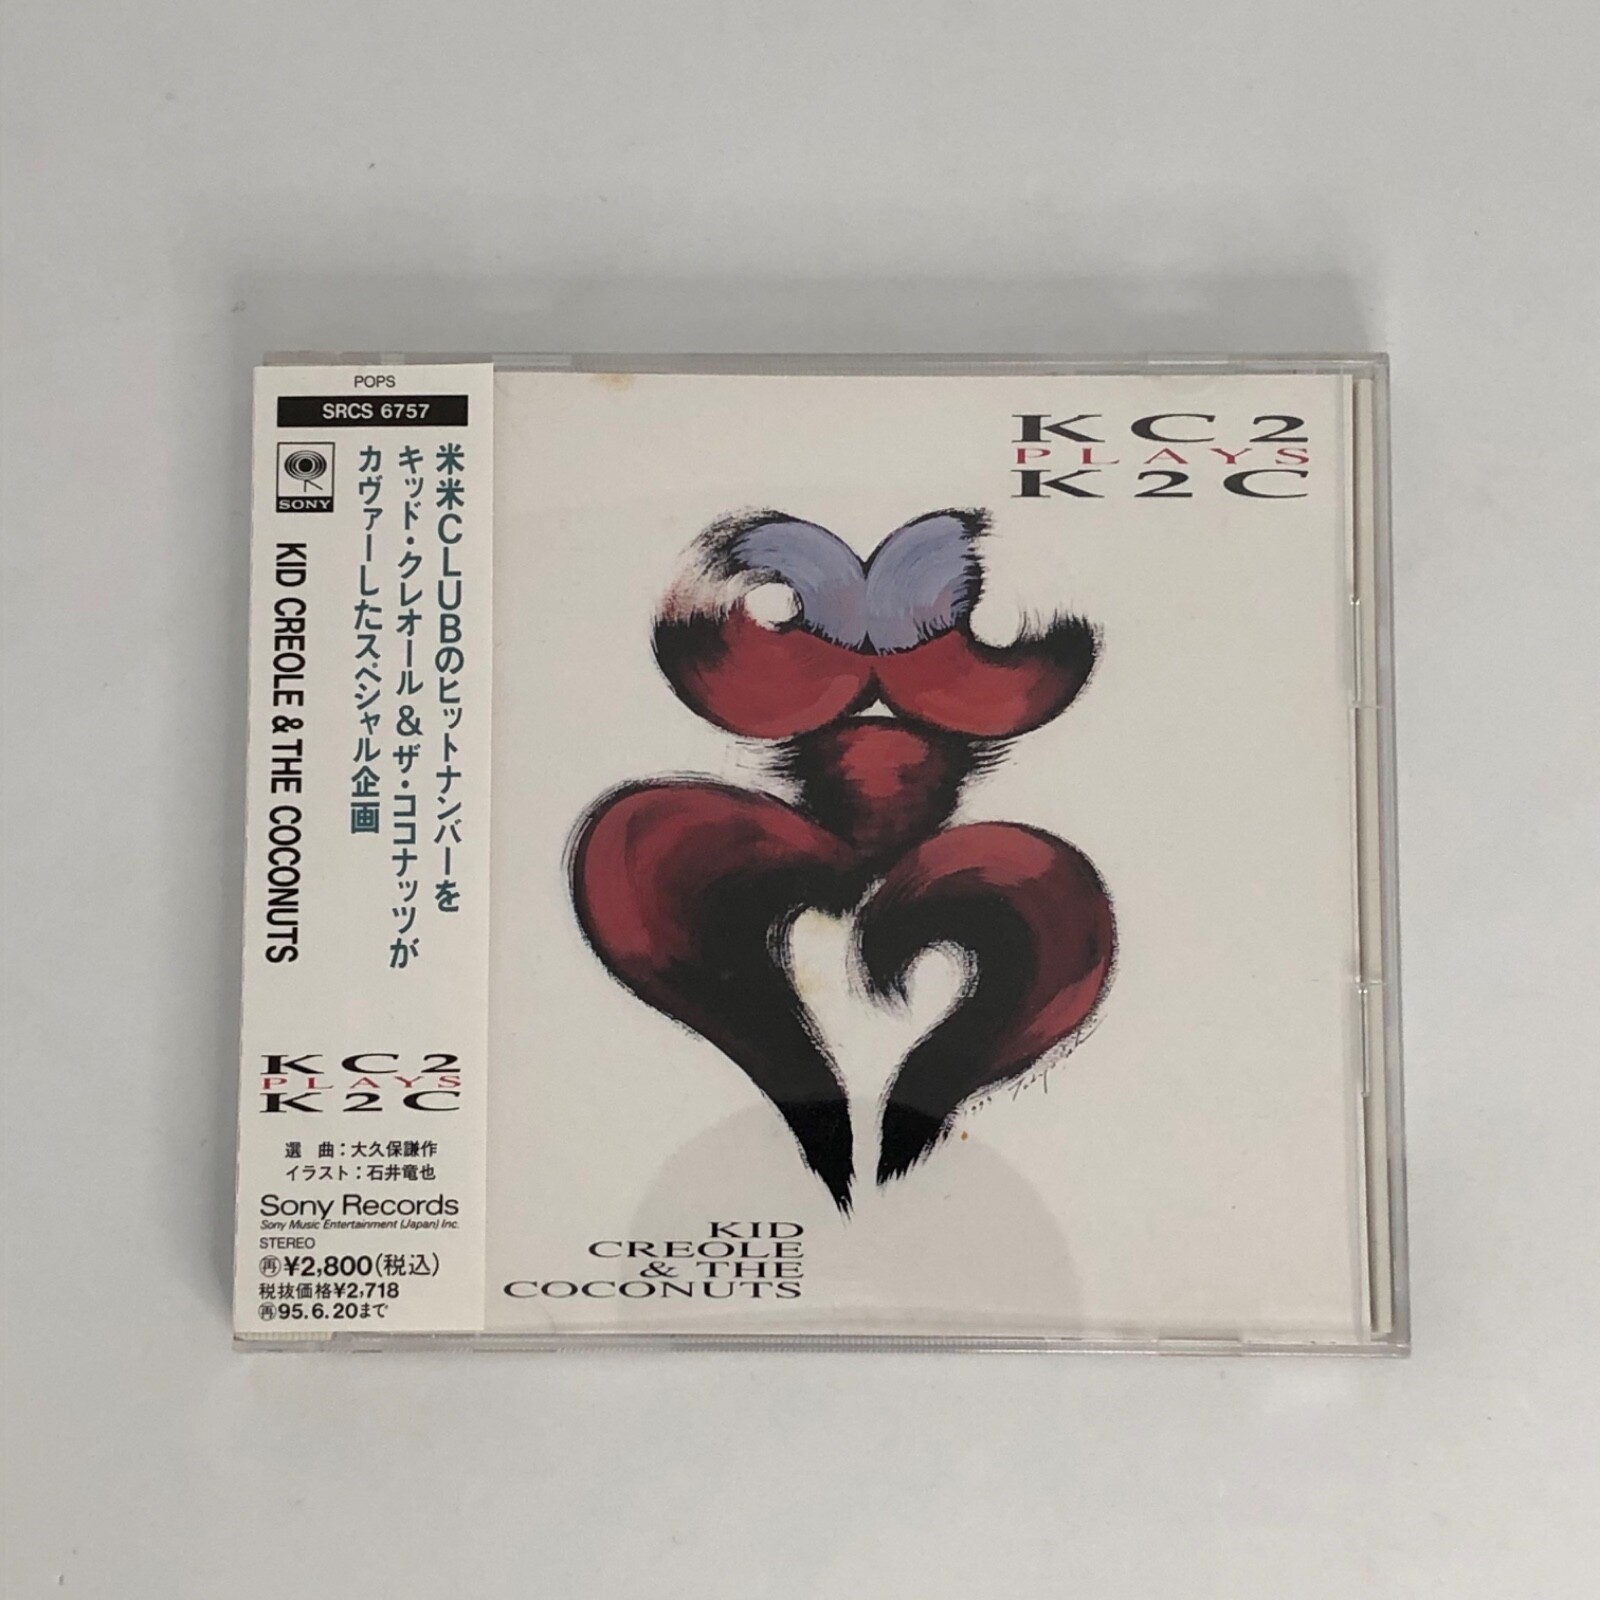 POPS
SRCS 6757
SONY
米米CLUBのヒットナンバーを
キッド・クレオール&ザ・ココナッツが
カヴァーしたスペシャル企画
KID CREOLE & THE COCONUTS
KC2
PLAYS
K2C
選 曲:大久保謙作
イラスト:石井竜也
Sony Records
Sony Music Entertainment (Japan) Inc.
STEREO
再¥2,800(税込)
税抜価格¥2,718
再95.6.20まで
KC2
PLAYS
K2C
KID
CREOLE
& THE
COCONUTS